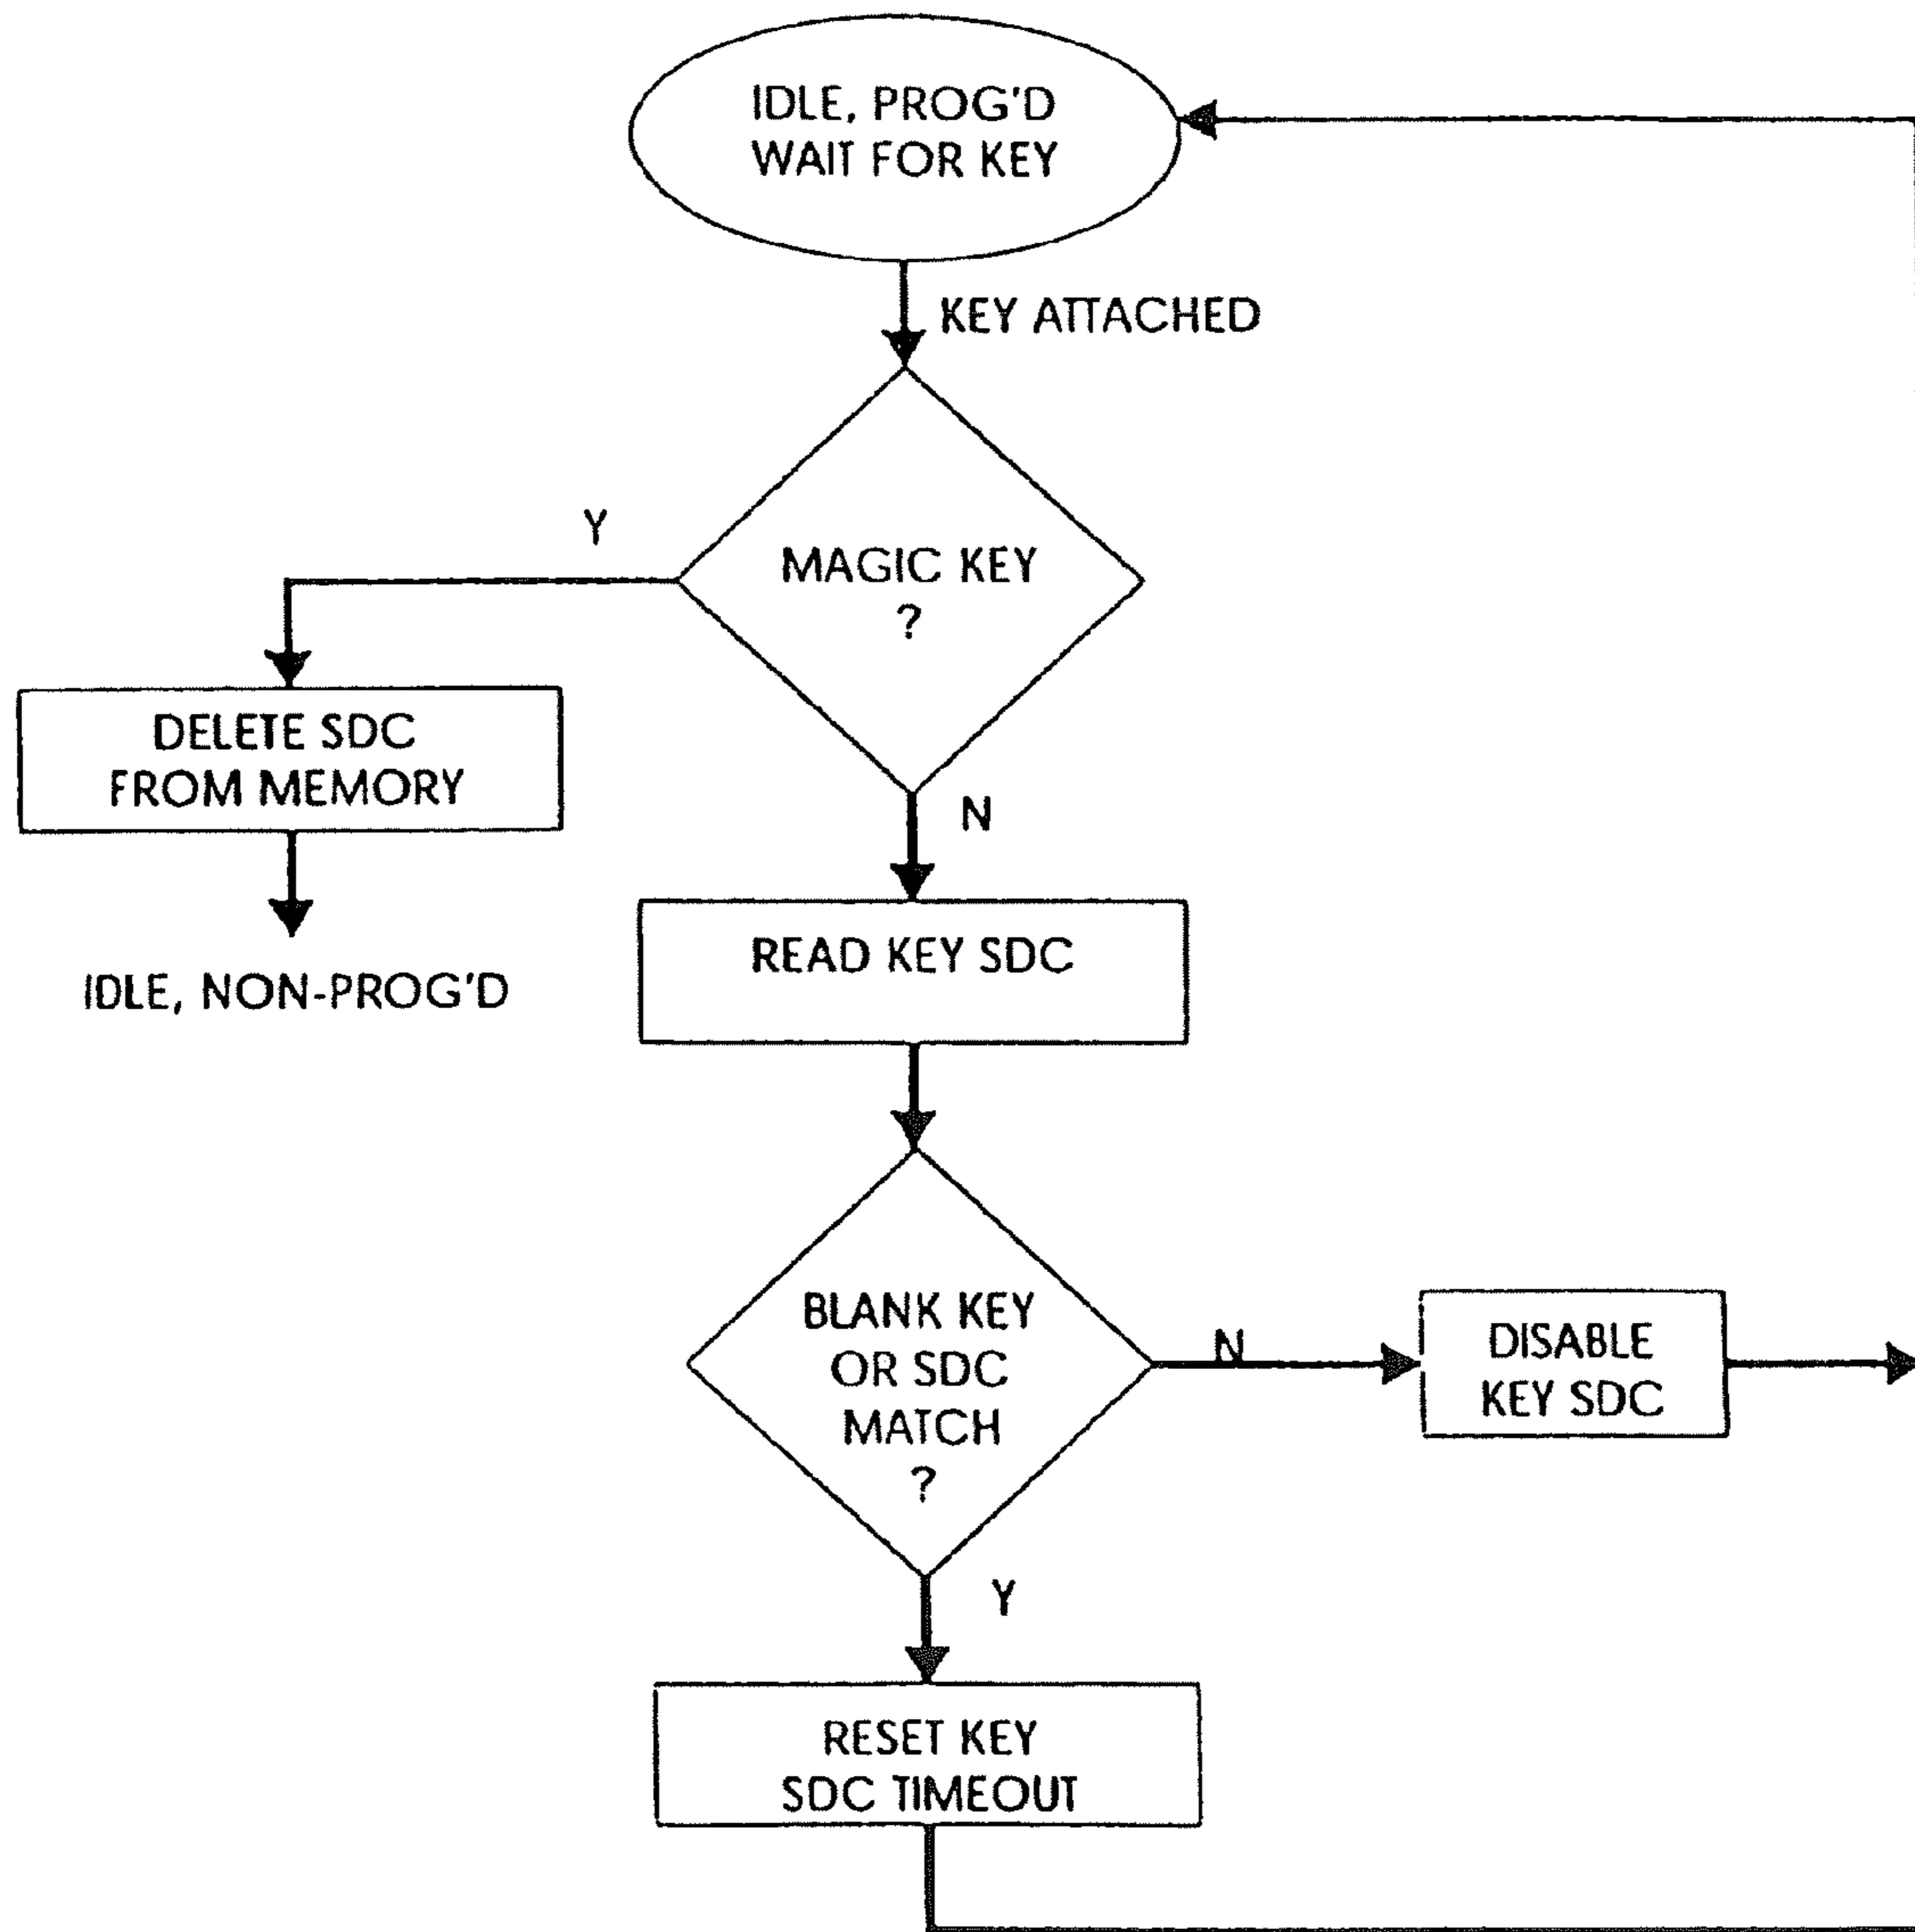 IDLE, PROG'D
WAIT FOR KEY
KEY ATTACHED
MAGIC KEY
?
Y
DELETE SDC
FROM MEMORY
IDLE, NON-PROG'D
N
READ KEY SDC
BLANK KEY
OR SDC
MATCH
?
N
DISABLE
KEY SDC
Y
RESET KEY
SDC TIMEOUT